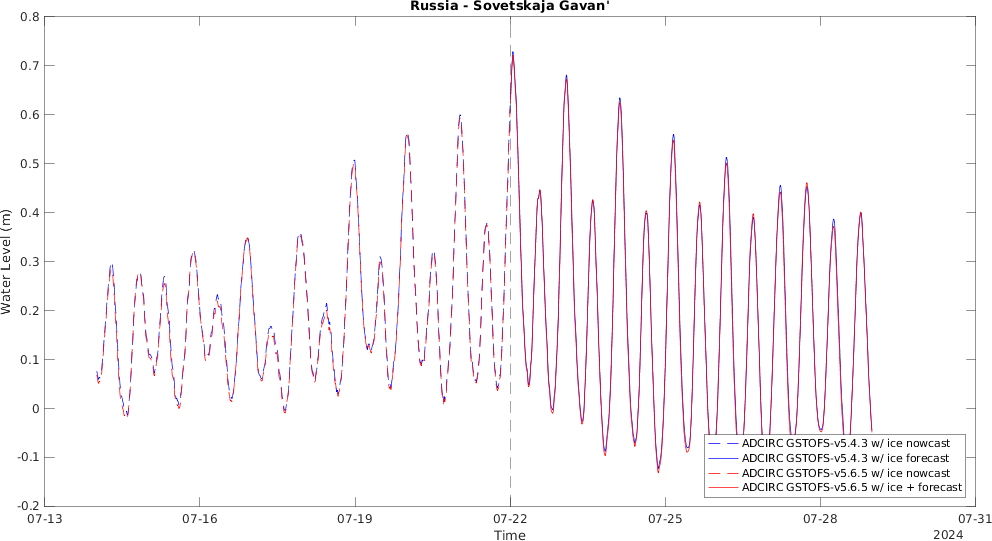 Russia - Sovetskaja Gavan'
Water Level (m)
0.8
0.7
0.6
0.5
0.4
0.3
0.2
0.1
0
-0.1
-0.2
ADCIRC GSTOFS-v5.4.3 w/ ice nowcast
ADCIRC GSTOFS-v5.4.3 w/ ice forecast
ADCIRC GSTOFS-v5.6.5 w/ ice nowcast
ADCIRC GSTOFS-v5.6.5 w/ ice + forecast
07-13 07-16 07-19 07-22 07-25 07-28 07-31
Time
2024